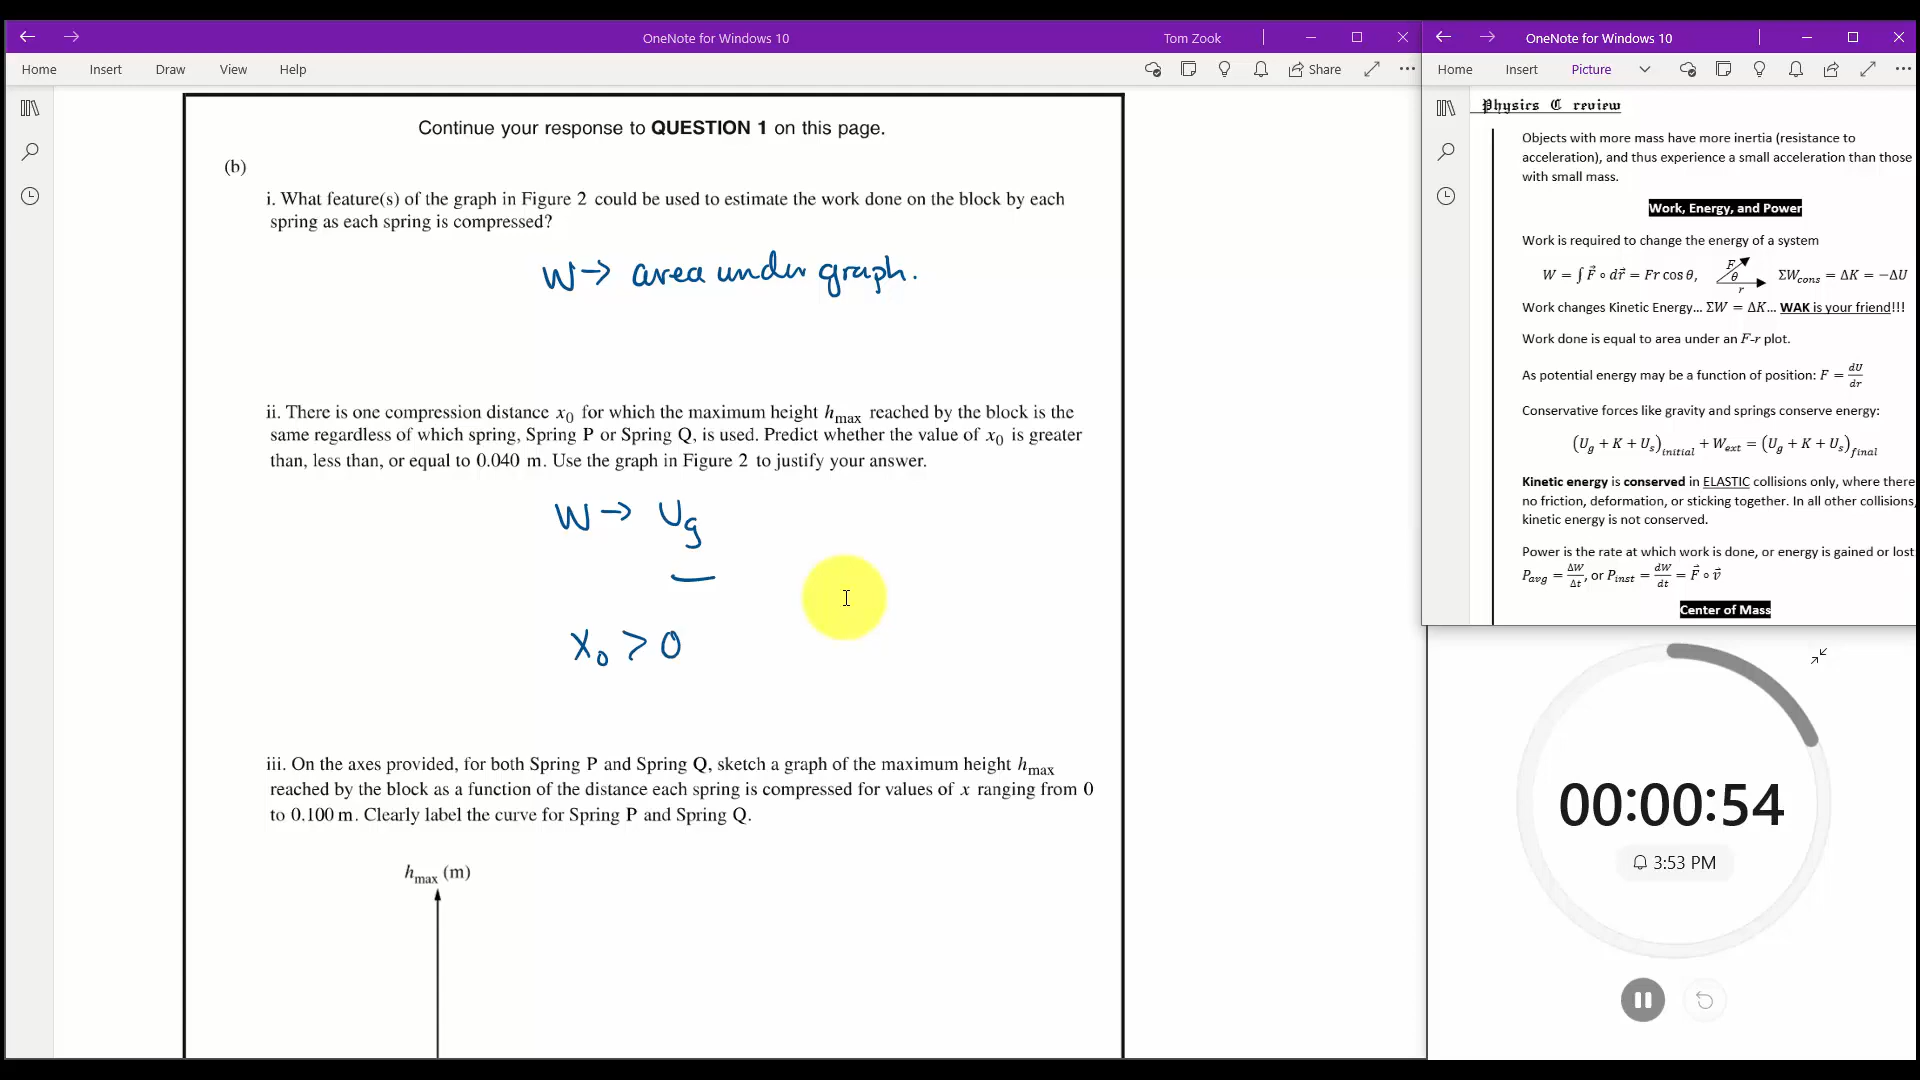 OneNote for Windows 10
Tom Zook
Home Insert Draw View Help
Share
Continue your response to QUESTION 1 on this page.
(b)
i. What feature(s) of the graph in Figure 2 could be used to estimate the work done on the block by each
spring as each spring is compressed?
W → area under graph.
ii. There is one compression distance x₀ for which the maximum height hₘₐₓ reached by the block is the
same regardless of which spring, Spring P or Spring Q, is used. Predict whether the value of x₀ is greater
than, less than, or equal to 0.040 m. Use the graph in Figure 2 to justify your answer.
W → Ug
x₀ > 0
iii. On the axes provided, for both Spring P and Spring Q, sketch a graph of the maximum height hₘₐₓ
reached by the block as a function of the distance each spring is compressed for values of x ranging from 0
to 0.100 m. Clearly label the curve for Spring P and Spring Q.
hₘₐₓ (m)
OneNote for Windows 10
Home Insert Picture
Physics C review
Objects with more mass have more inertia (resistance to
acceleration), and thus experience a small acceleration than those
with small mass.
Work, Energy, and Power
Work is required to change the energy of a system
W = ∫ F⃗ ∘ dr⃗ = Fr cos θ, F θ r ΣW_cons = ΔK = −ΔU
Work changes Kinetic Energy... ΣW = ΔK... WAK is your friend!!!
Work done is equal to area under an F-r plot.
As potential energy may be a function of position: F = dU/dr
Conservative forces like gravity and springs conserve energy:
(U_g + K + U_s)_initial + W_ext = (U_g + K + U_s)_final
Kinetic energy is conserved in ELASTIC collisions only, where there
no friction, deformation, or sticking together. In all other collisions,
kinetic energy is not conserved.
Power is the rate at which work is done, or energy is gained or lost
P_avg = ΔW/Δt, or P_inst = dW/dt = F⃗ ∘ v⃗
Center of Mass
00:00:54
3:53 PM